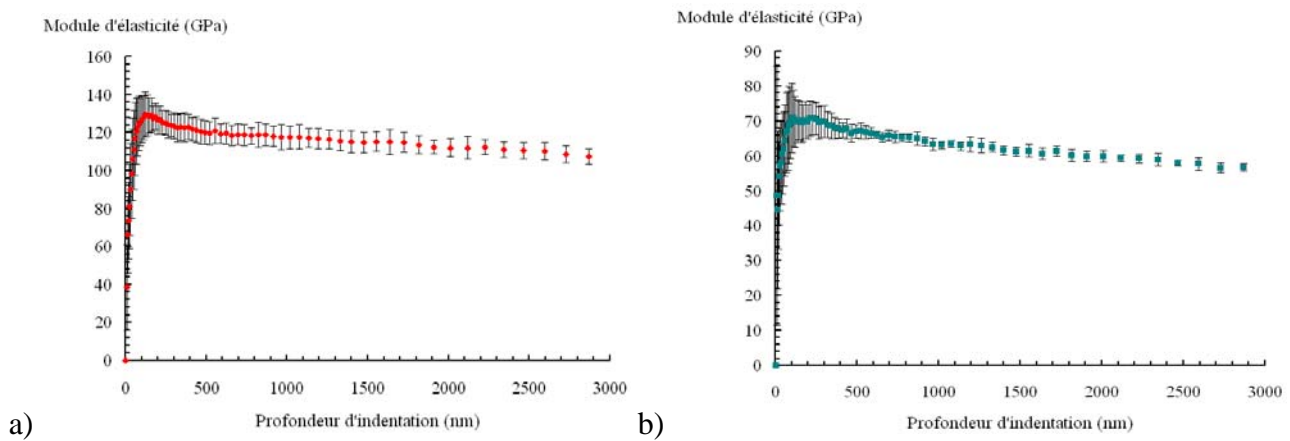 Module d'élasticité (GPa)
160
140
120
100
80
60
40
20
0
0 500 1000 1500 2000 2500 3000
Profondeur d'indentation (nm)
a)
Module d'élasticité (GPa)
90
80
70
60
50
40
30
20
10
0
0 500 1000 1500 2000 2500 3000
Profondeur d'indentation (nm)
b)